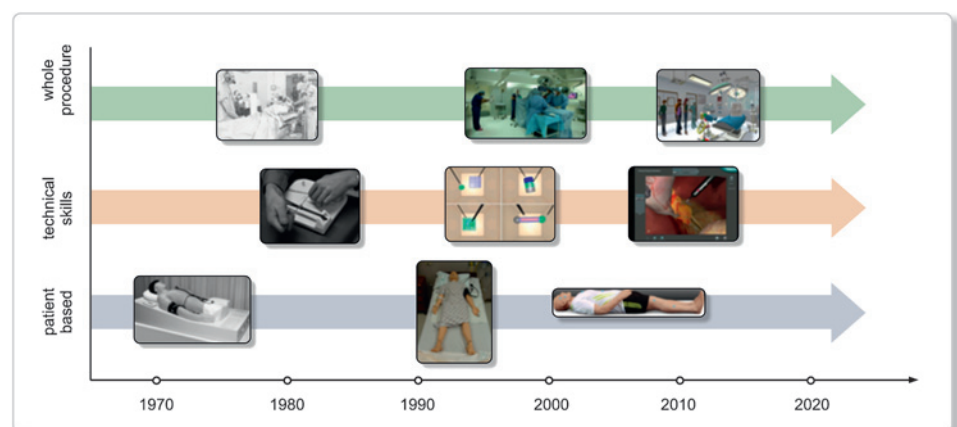 whole
procedure
technical
skills
patient
based
1970
1980
1990
2000
2010
2020